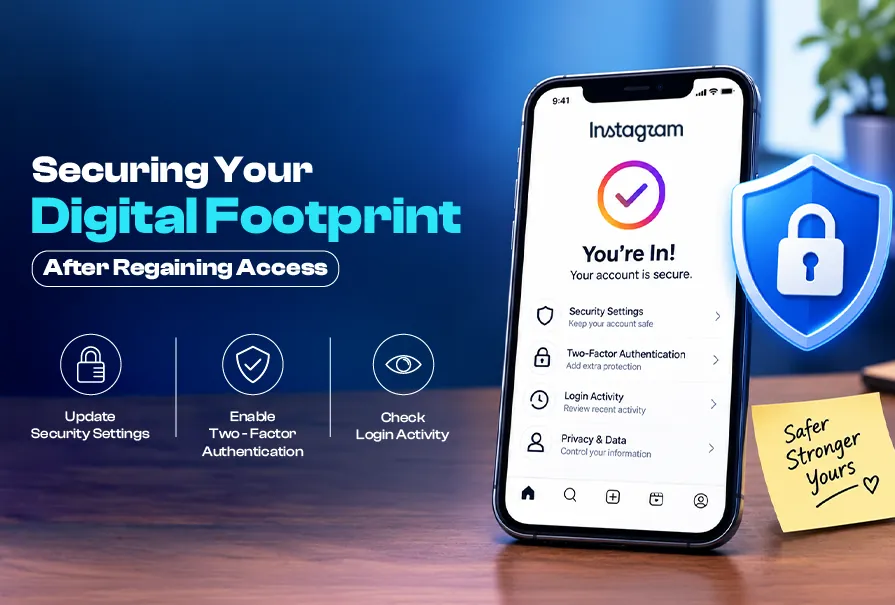 Securing Your
Digital Footprint
After Regaining Access
Update
Security Settings
Enable
Two - Factor
Authentication
Check
Login Activity
9:41
Instagram
You're In!
Your account is secure.
Security Settings
Keep your account safe
Two-Factor Authentication
Add extra protection
Login Activity
Review recent activity
Privacy & Data
Control your information
Safer
Stronger
Yours